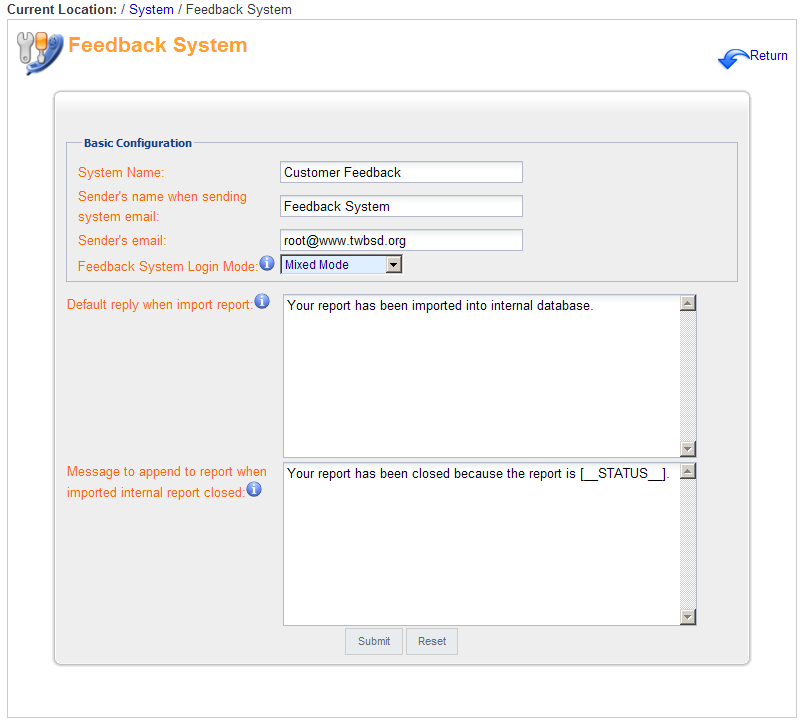 Current Location: / System / Feedback System
Feedback System
Return
Basic Configuration
System Name:
Customer Feedback
Sender's name when sending
system email:
Feedback System
Sender's email:
root@www.twbsd.org
Feedback System Login Mode:
Mixed Mode
Default reply when import report:
Your report has been imported into internal database.
Message to append to report when
imported internal report closed:
Your report has been closed because the report is [__STATUS__].
Submit
Reset